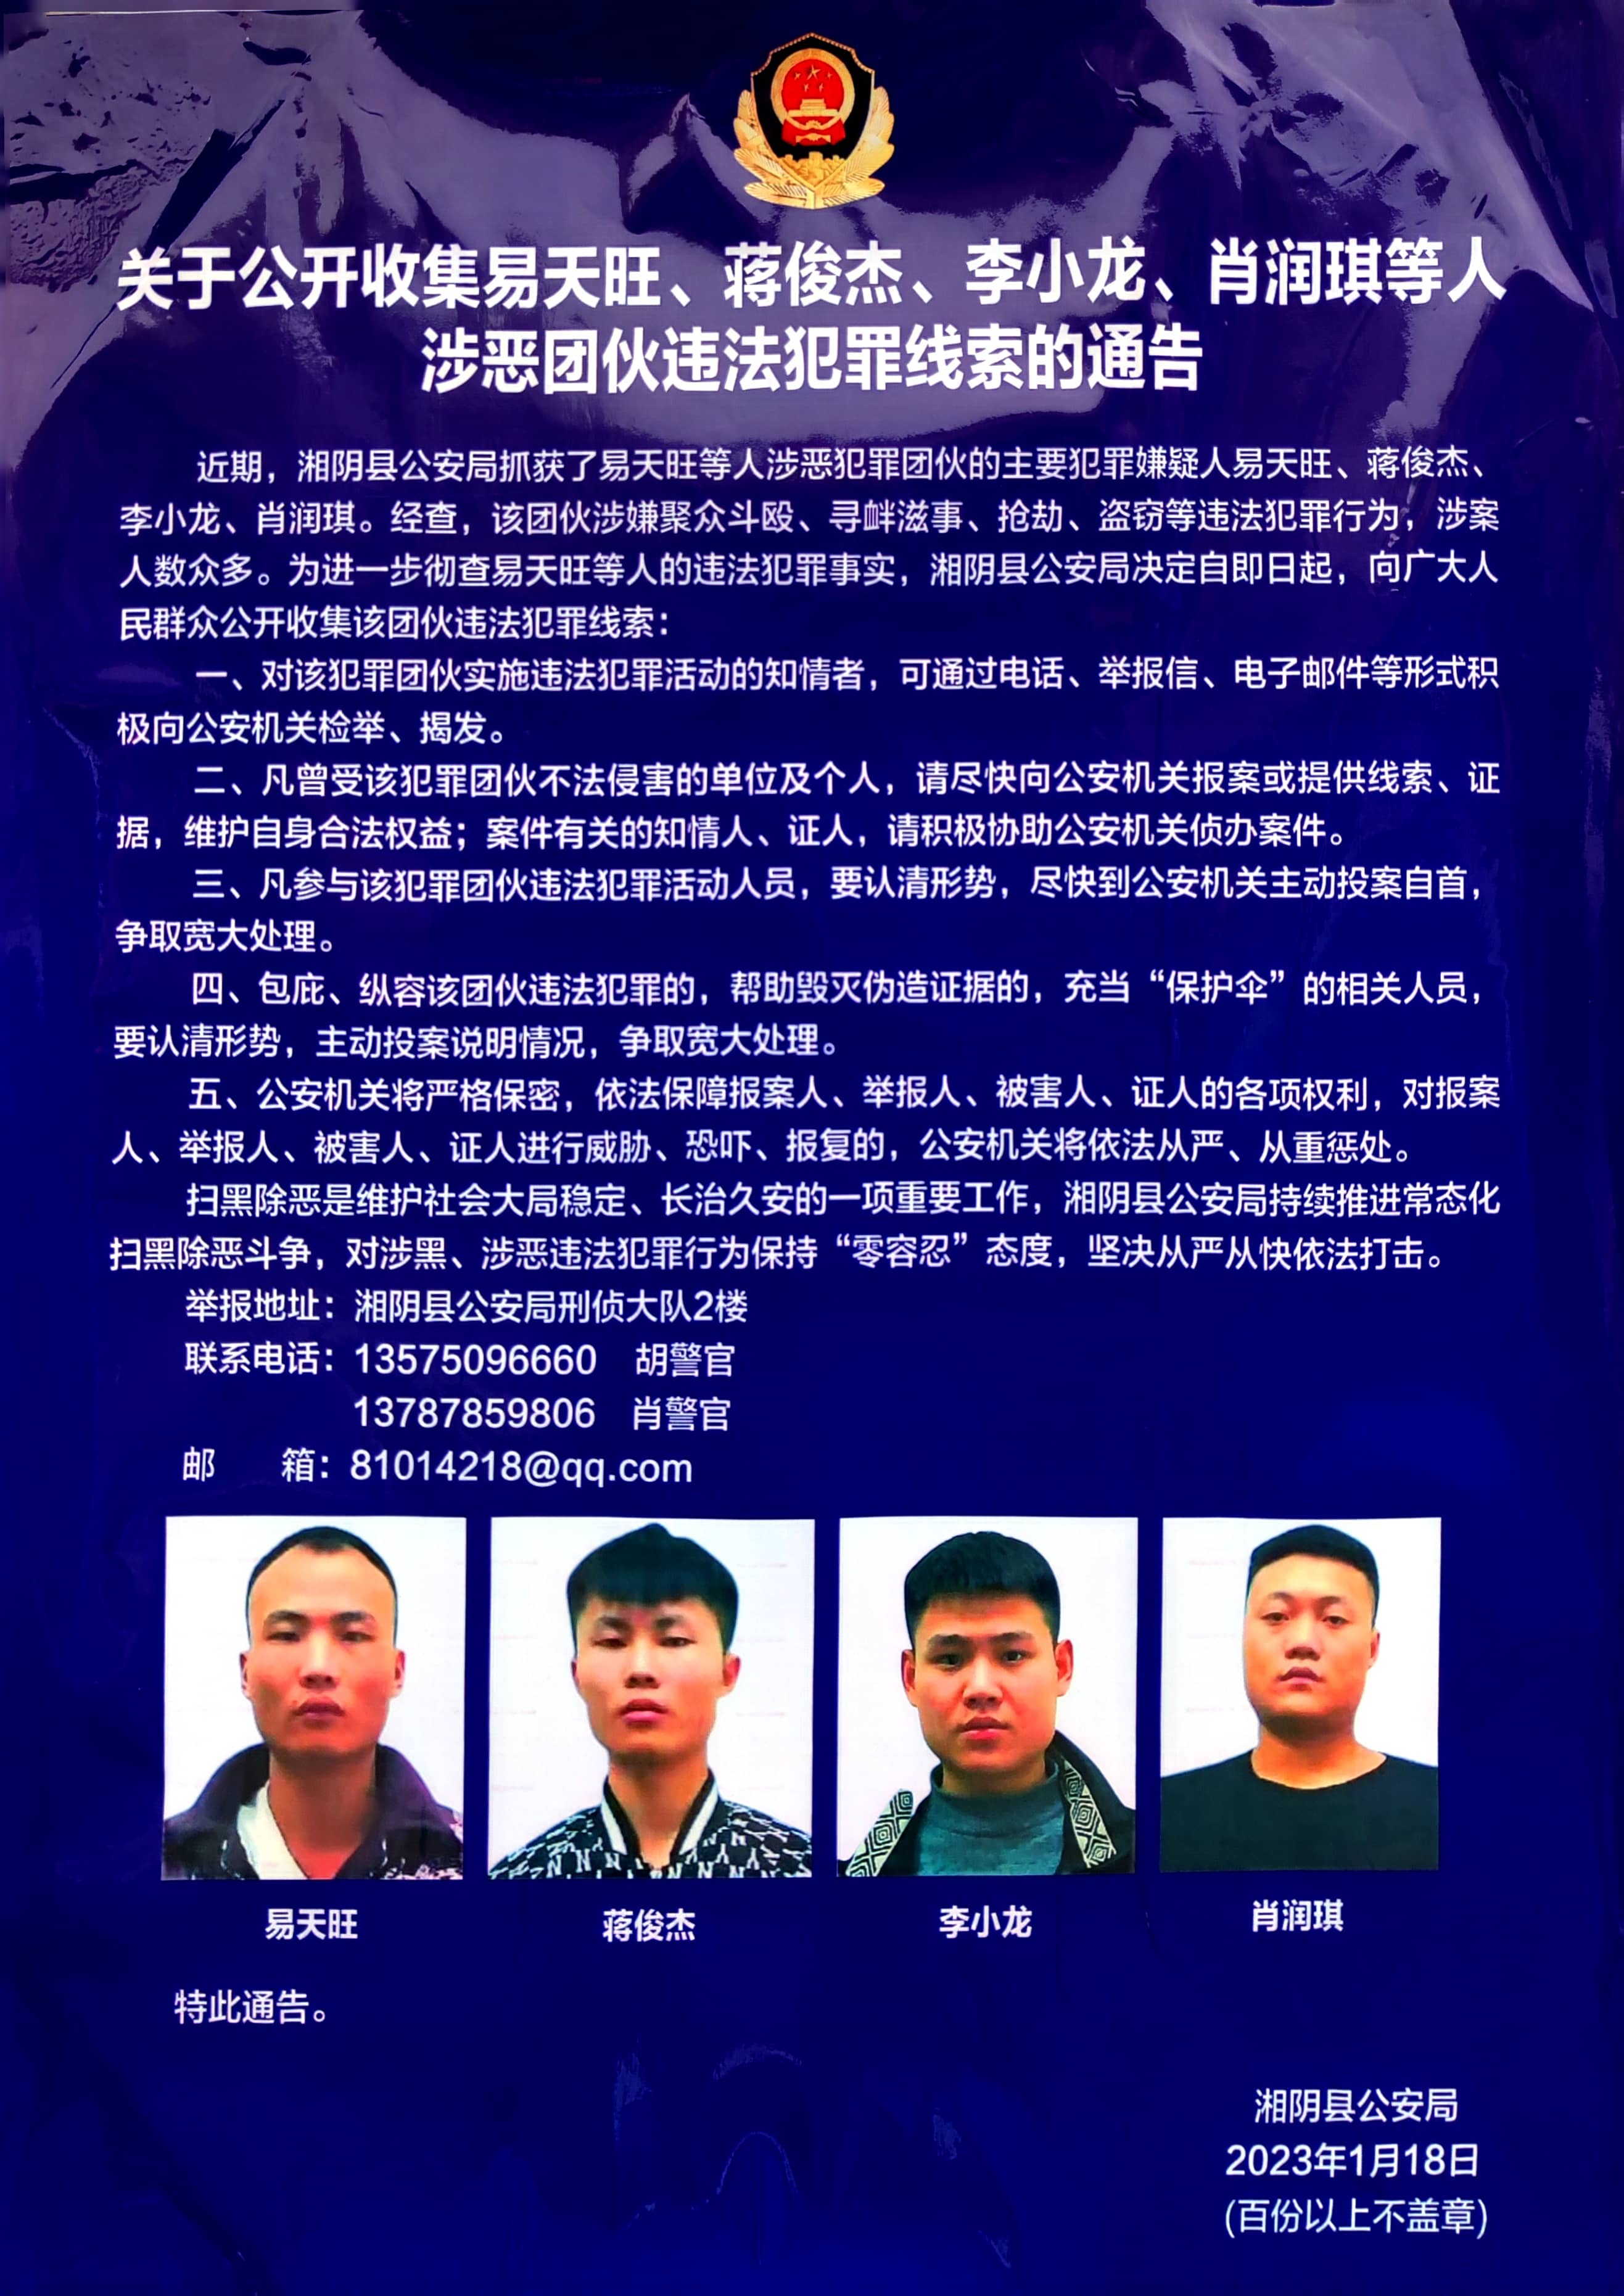 关于公开收集易天旺、蒋俊杰、李小龙、肖润琪等人
涉恶团伙违法犯罪线索的通告
近期，湘阴县公安局抓获了易天旺等人涉恶犯罪团伙的主要犯罪嫌疑人易天旺、蒋俊杰、
李小龙、肖润琪。经查，该团伙涉嫌聚众斗殴、寻衅滋事、抢劫、盗窃等违法犯罪行为，涉案
人数众多。为进一步彻查易天旺等人的违法犯罪事实，湘阴县公安局决定自即日起，向广大人
民群众公开收集该团伙违法犯罪线索：
一、对该犯罪团伙实施违法犯罪活动的知情者，可通过电话、举报信、电子邮件等形式积
极向公安机关检举、揭发。
二、凡曾受该犯罪团伙不法侵害的单位及个人，请尽快向公安机关报案或提供线索、证
据，维护自身合法权益；案件有关的知情人、证人，请积极协助公安机关侦办案件。
三、凡参与该犯罪团伙违法犯罪活动人员，要认清形势，尽快到公安机关主动投案自首，
争取宽大处理。
四、包庇、纵容该团伙违法犯罪的，帮助毁灭伪造证据的，充当“保护伞”的相关人员，
要认清形势，主动投案说明情况，争取宽大处理。
五、公安机关将严格保密，依法保障报案人、举报人、被害人、证人的各项权利，对报案
人、举报人、被害人、证人进行威胁、恐吓、报复的，公安机关将依法从严、从重惩处。
扫黑除恶是维护社会大局稳定、长治久安的一项重要工作，湘阴县公安局持续推进常态化
扫黑除恶斗争，对涉黑、涉恶违法犯罪行为保持“零容忍”态度，坚决从严从快依法打击。
举报地址：湘阴县公安局刑侦大队2楼
联系电话：13575096660 胡警官
13787859806 肖警官
邮 箱：81014218@qq.com
易天旺 蒋俊杰 李小龙 肖润琪
特此通告。
湘阴县公安局
2023年1月18日
(百份以上不盖章)